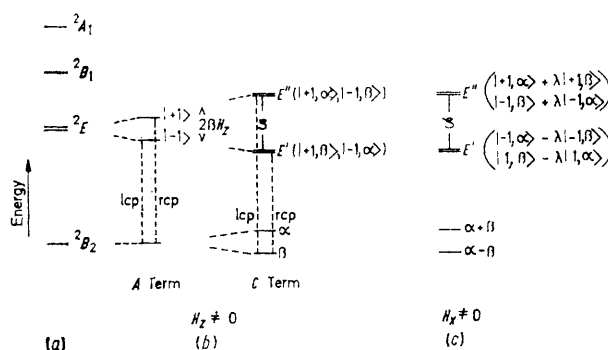 ²A₁
²B₁
²E
|+1>
|−1>
2βH_z
E″(|+1,α>,|−1,β>)
ζ
E′(|+1,β>,|−1,α>)
E″(|+1,α> + λ|+1,β>
|−1,β> + λ|−1,α>)
ζ
E′(|−1,α> − λ|−1,β>
|1,β> − λ|1,α>)
Energy
lcp
rcp
lcp
rcp
α
β
α+β
α−β
²B₂
A Term
C Term
H_z ≠ 0
H_x ≠ 0
(a)
(b)
(c)